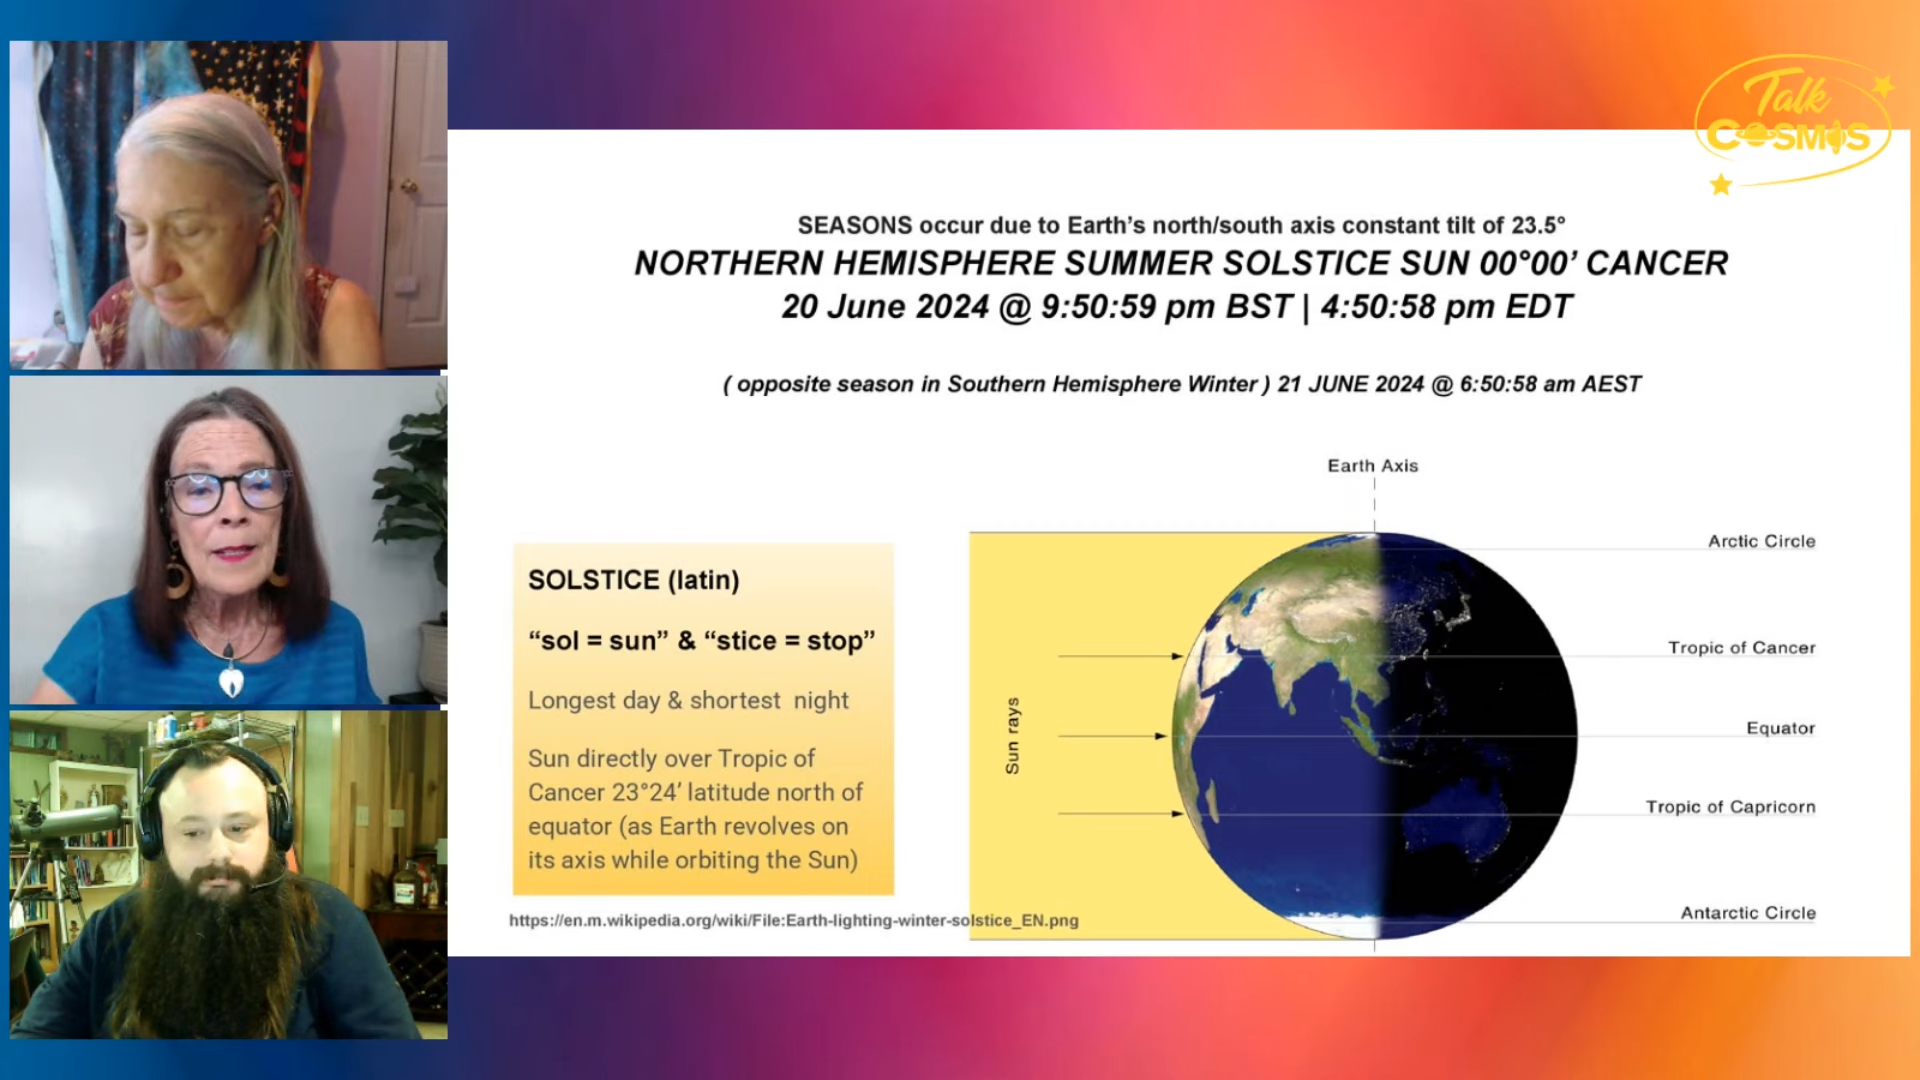 Talk
COSMOS
SEASONS occur due to Earth’s north/south axis constant tilt of 23.5°
NORTHERN HEMISPHERE SUMMER SOLSTICE SUN 00°00’ CANCER
20 June 2024 @ 9:50:59 pm BST | 4:50:58 pm EDT
( opposite season in Southern Hemisphere Winter ) 21 JUNE 2024 @ 6:50:58 am AEST
SOLSTICE (latin)
“sol = sun” & “stice = stop”
Longest day & shortest night
Sun directly over Tropic of
Cancer 23°24’ latitude north of
equator (as Earth revolves on
its axis while orbiting the Sun)
https://en.m.wikipedia.org/wiki/File:Earth-lighting-winter-solstice_EN.png
Earth Axis
Sun rays
Arctic Circle
Tropic of Cancer
Equator
Tropic of Capricorn
Antarctic Circle